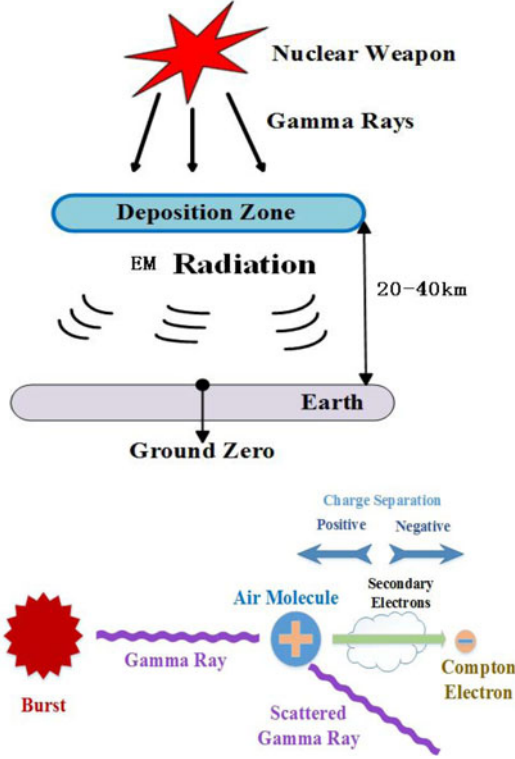 Nuclear Weapon
Gamma Rays
Deposition Zone
EM Radiation
20-40km
Earth
Ground Zero
Charge Separation
Positive Negative
Secondary
Electrons
Air Molecule
Gamma Ray
Compton
Electron
Burst
Scattered
Gamma Ray